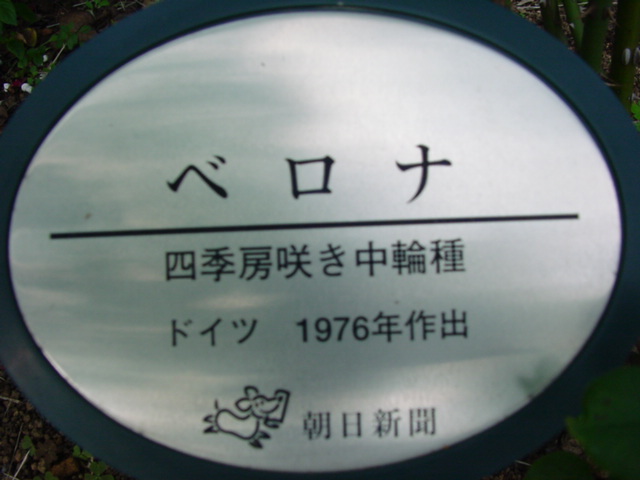 ベロナ
四季房咲き中輪種
ドイツ 1976年作出
朝日新聞